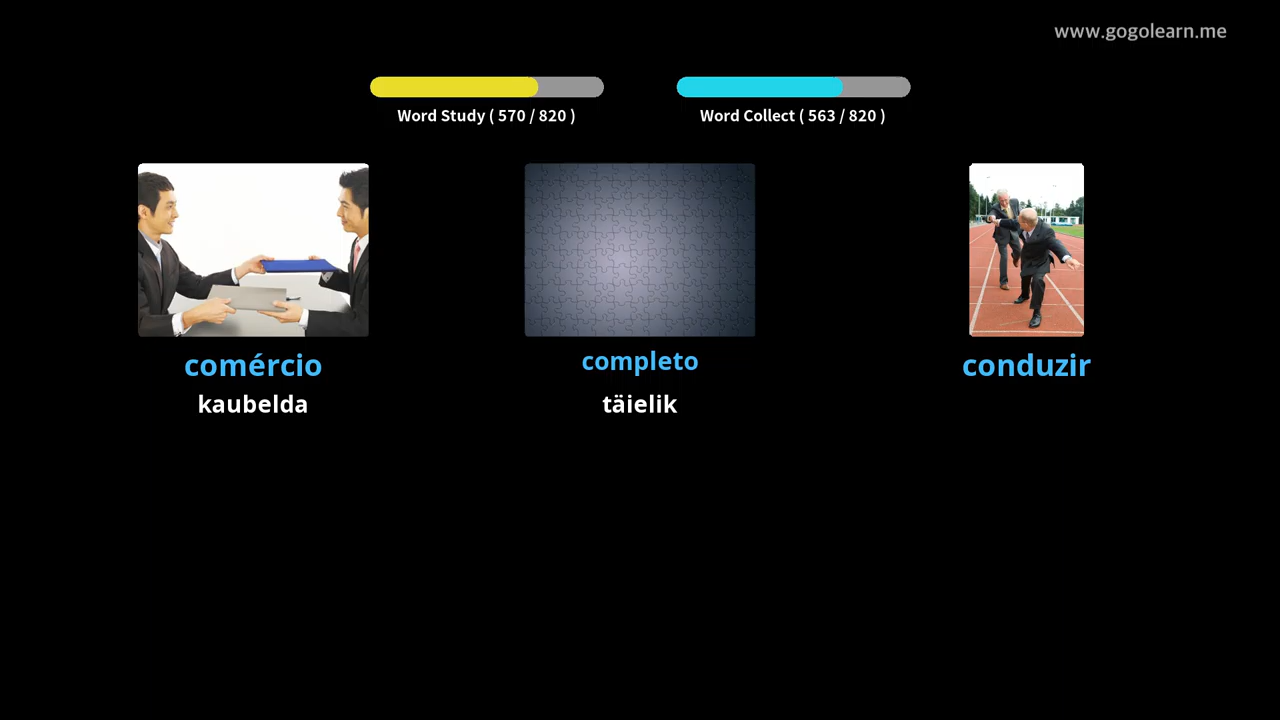 www.gogolearn.me
Word Study ( 570 / 820 )
Word Collect ( 563 / 820 )
comércio
completo
conduzir
kaubelda
täielik